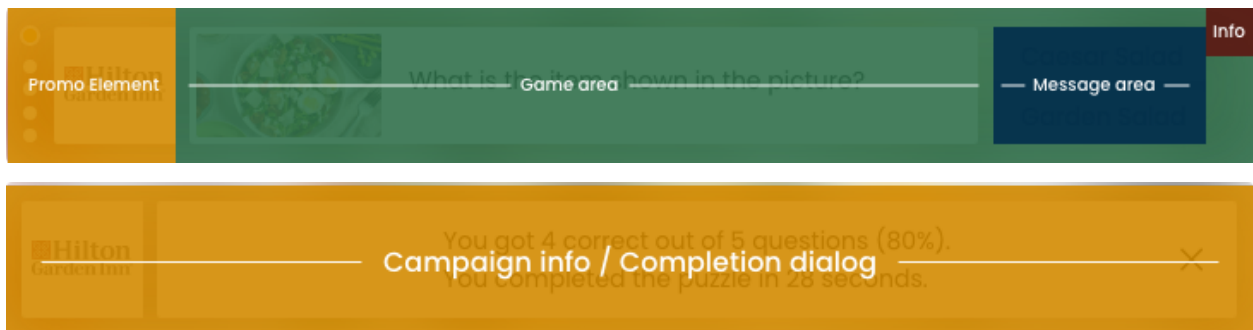 Info
Promo Element
Hilton
Garden Inn
What is the item shown in the picture?
Game area
Message area
Garden Salad
Hilton
Garden Inn
You got 4 correct out of 5 questions (80%).
Campaign info / Completion dialog
You completed the puzzle in 28 seconds.